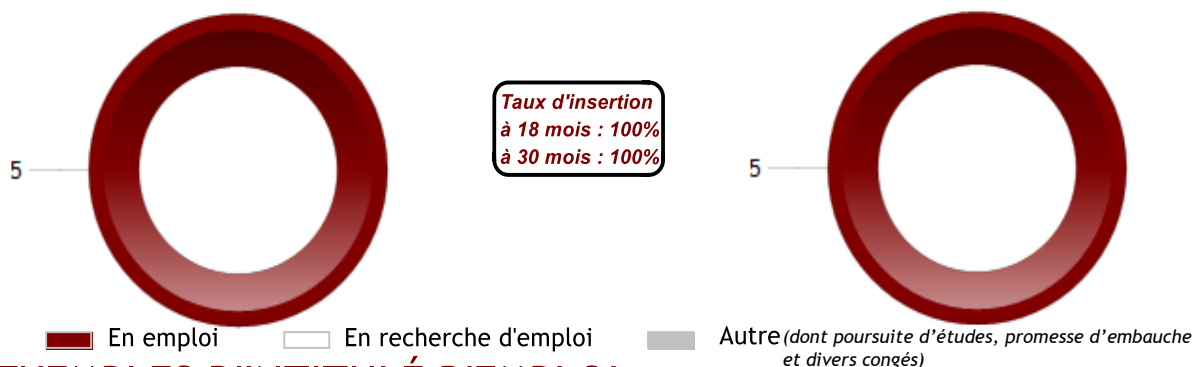 5
Taux d'insertion
à 18 mois : 100%
à 30 mois : 100%
5
En emploi
En recherche d'emploi
Autre (dont poursuite d’études, promesse d’embauche
et divers congés)